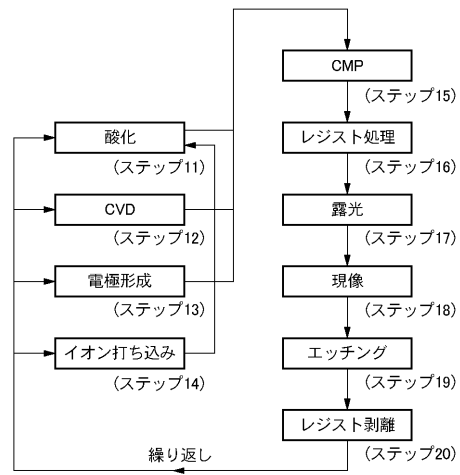 酸化
(ステップ11)
CVD
(ステップ12)
電極形成
(ステップ13)
イオン打ち込み
(ステップ14)
CMP
(ステップ15)
レジスト処理
(ステップ16)
露光
(ステップ17)
現像
(ステップ18)
エッチング
(ステップ19)
レジスト剥離
(ステップ20)
繰り返し